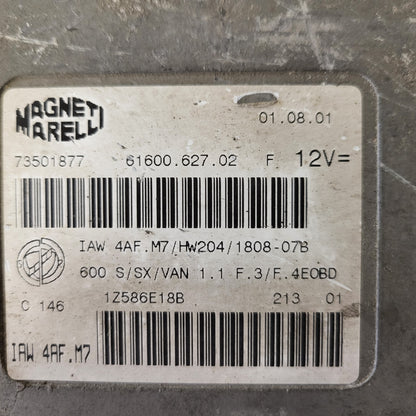 MAGNETI
MARELLI
01.08.01
73501877 61600.627.02 F 12V=
IAW 4AF.M7/HW204/1808-07B
600 S/SX/VAN 1.1 F.3/F.4EOBD
C 146 1Z586E18B 213 01
IAW 4AF.M7